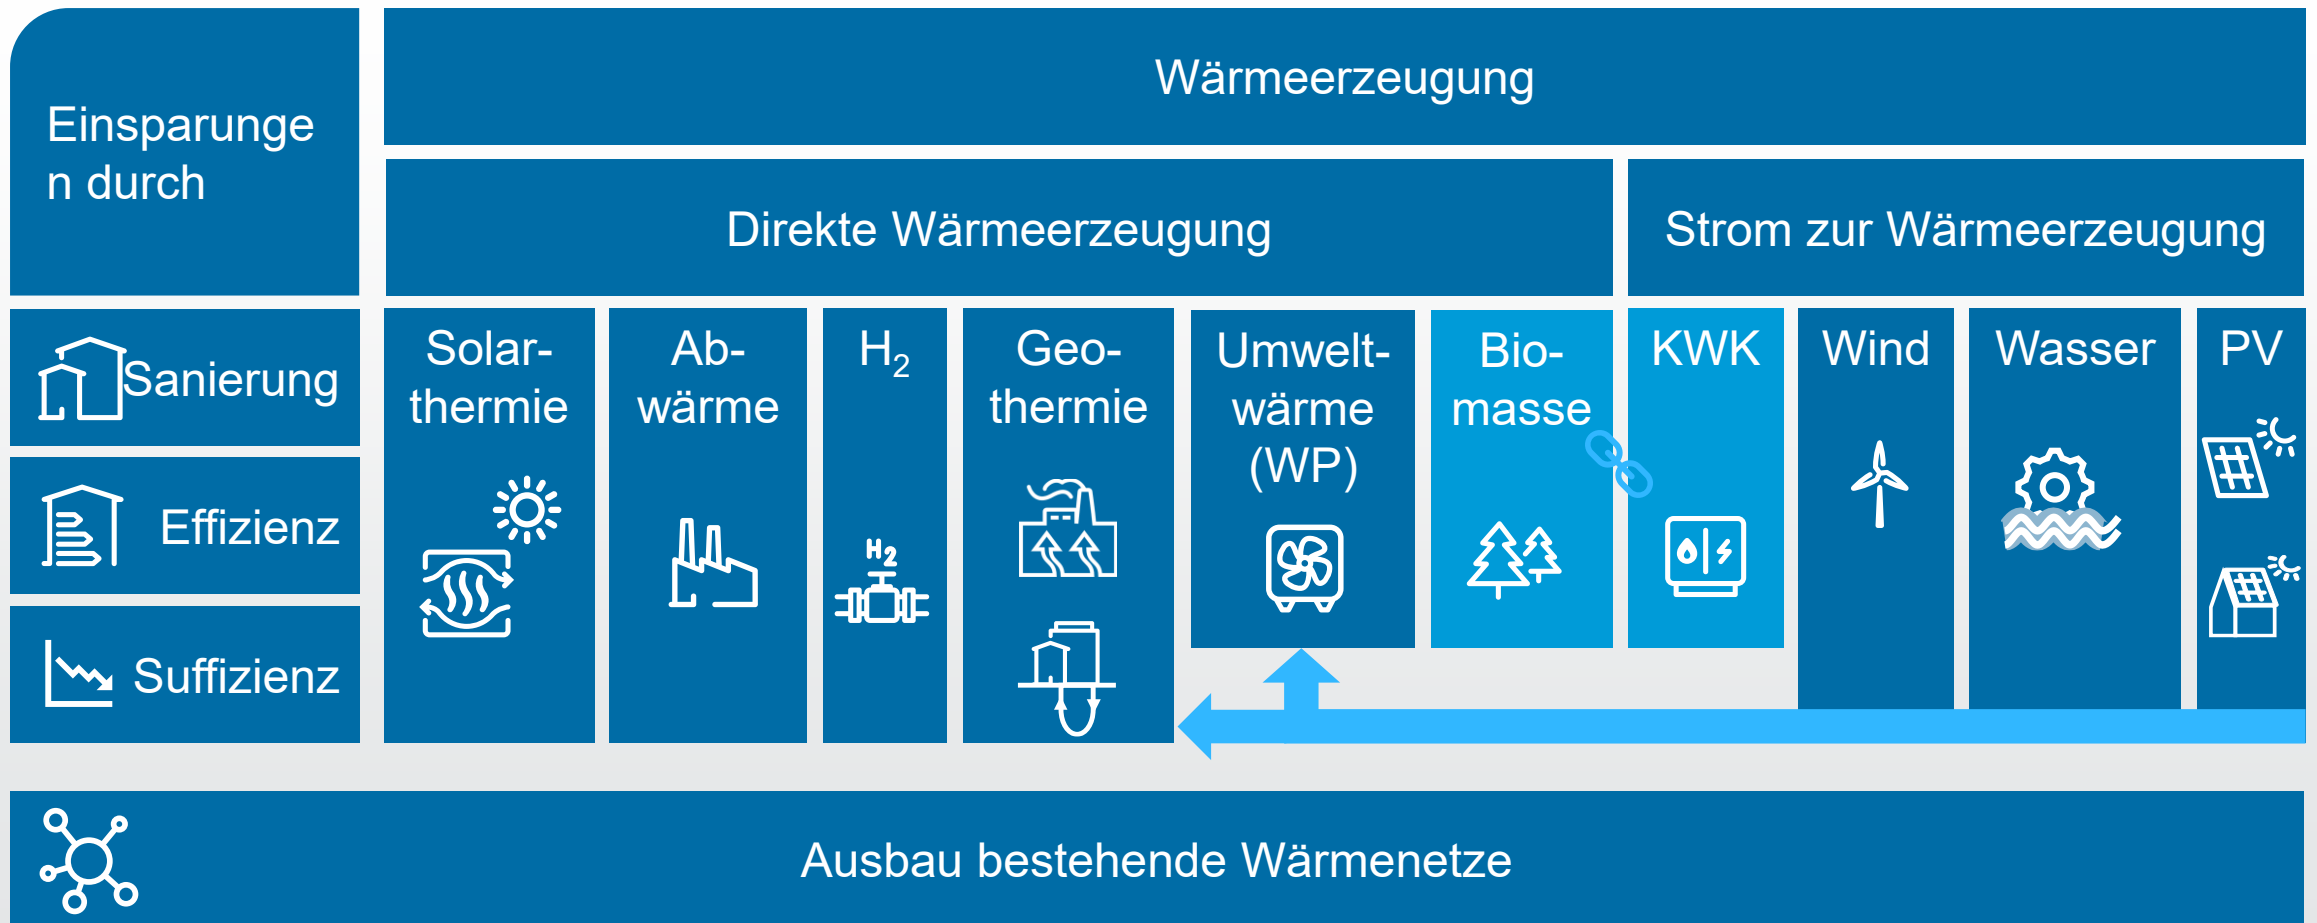 Einsparunge
n durch
Wärmeerzeugung
Direkte Wärmeerzeugung
Strom zur Wärmeerzeugung
Sanierung
Effizienz
Suffizienz
Solar-
thermie
Ab-
wärme
H₂
H2
Geo-
thermie
Umwelt-
wärme
(WP)
Bio-
masse
KWK
Wind
Wasser
PV
Ausbau bestehende Wärmenetze